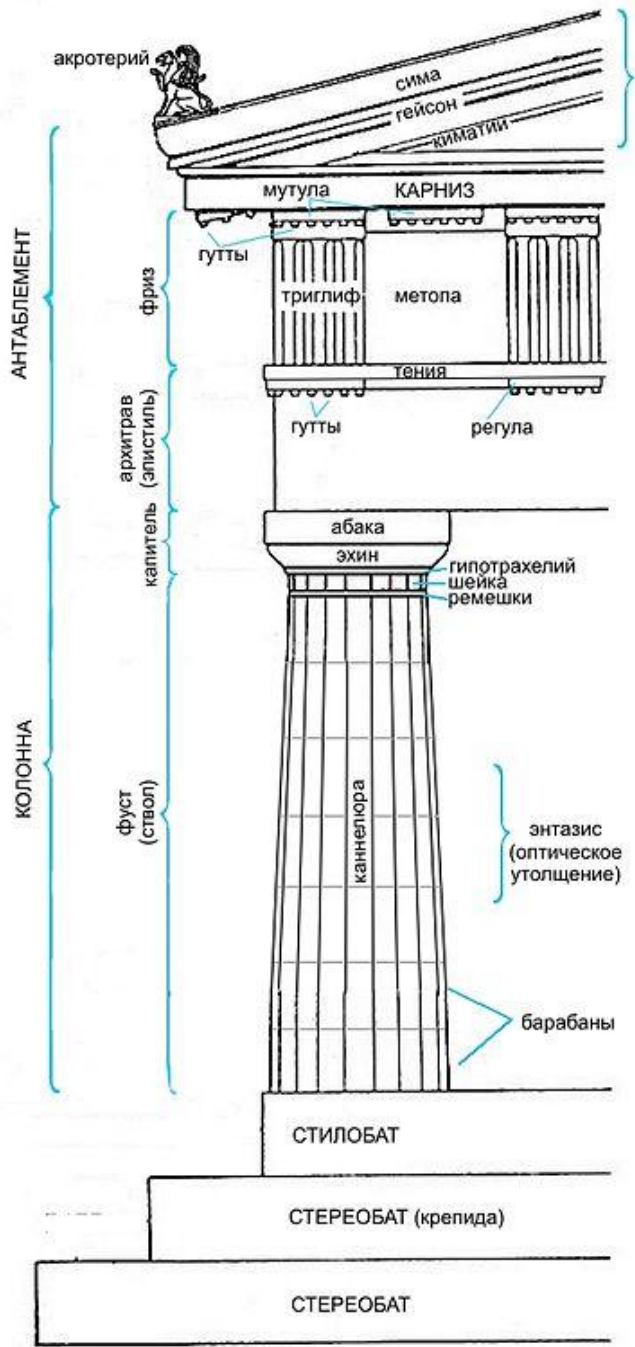 акротерий
сима
гейсон
киматий
мутула
КАРНИЗ
гутты
триглиф
метопа
тения
гутты
регула
АНТАБЛЕМЕНТ
фриз
архитрав
(эпистиль)
капитель
абака
эхин
гипотрахелий
шейка
ремешки
КОЛОННА
фуст
(ствол)
каннелюра
энтазис
(оптическое
утолщение)
барабаны
СТИЛОБАТ
СТЕРЕОБАТ (крепида)
СТЕРЕОБАТ